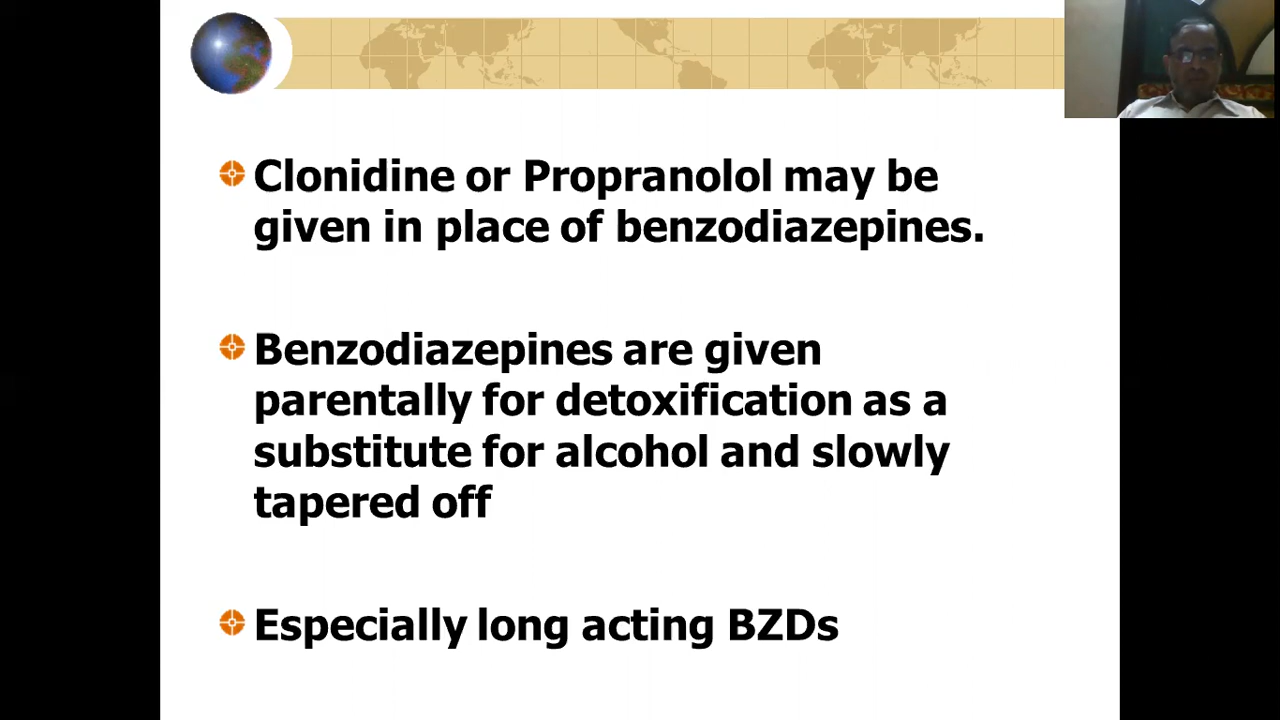 Clonidine or Propranolol may be
given in place of benzodiazepines.
Benzodiazepines are given
parentally for detoxification as a
substitute for alcohol and slowly
tapered off
Especially long acting BZDs